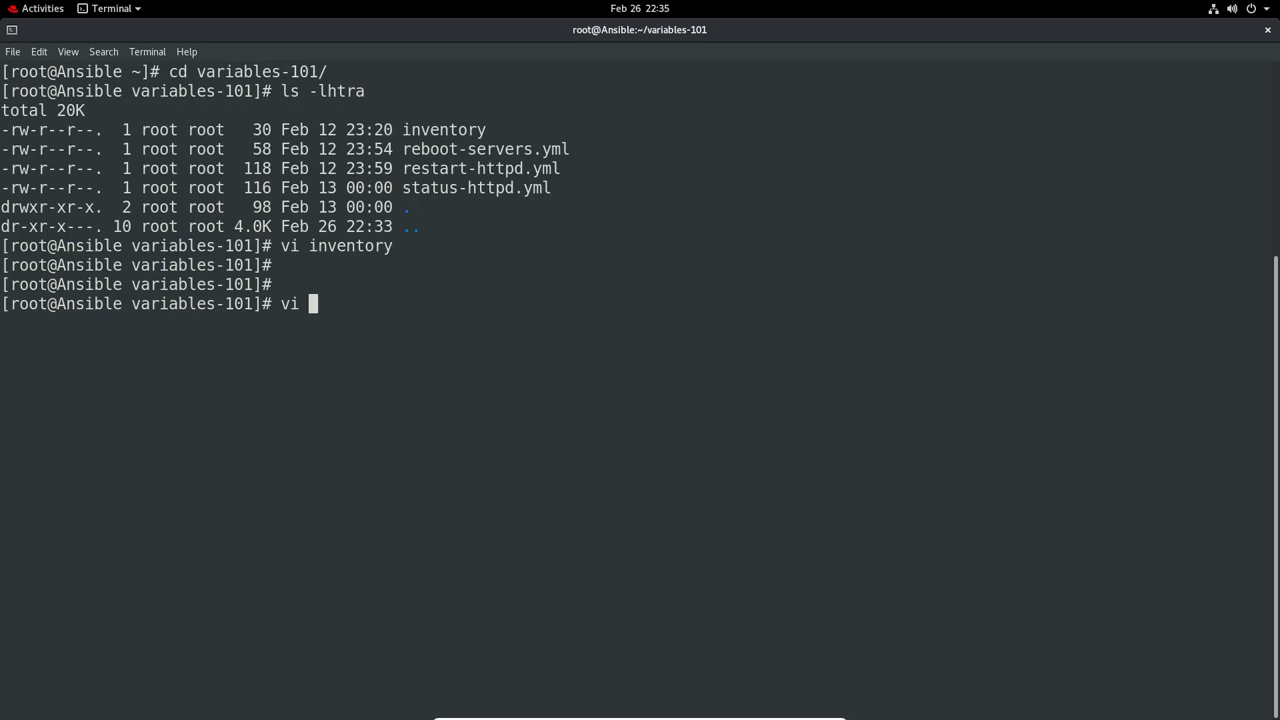 Activities Terminal Feb 26 22:35
root@Ansible:~/variables-101 ×
File Edit View Search Terminal Help
[root@Ansible ~]# cd variables-101/
[root@Ansible variables-101]# ls -lhtra
total 20K
-rw-r--r--. 1 root root 30 Feb 12 23:20 inventory
-rw-r--r--. 1 root root 58 Feb 12 23:54 reboot-servers.yml
-rw-r--r--. 1 root root 118 Feb 12 23:59 restart-httpd.yml
-rw-r--r--. 1 root root 116 Feb 13 00:00 status-httpd.yml
drwxr-xr-x. 2 root root 98 Feb 13 00:00 .
dr-xr-x---. 10 root root 4.0K Feb 26 22:33 ..
[root@Ansible variables-101]# vi inventory
[root@Ansible variables-101]#
[root@Ansible variables-101]#
[root@Ansible variables-101]# vi